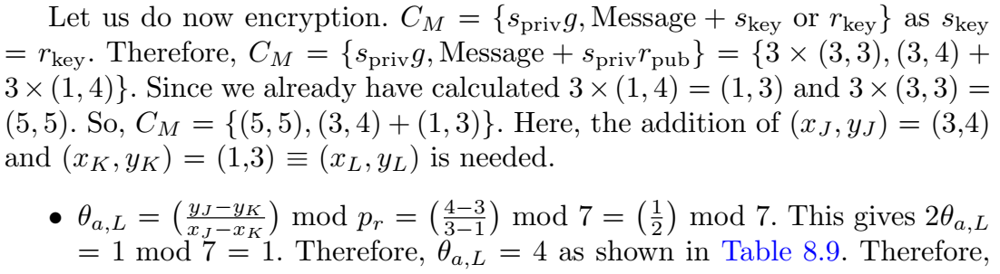 Let us do now encryption. $C_M = \{s_{\text{priv}}g, \text{Message} + s_{\text{key}} \text{ or } r_{\text{key}}\}$ as $s_{\text{key}}$
$= r_{\text{key}}$. Therefore, $C_M = \{s_{\text{priv}}g, \text{Message} + s_{\text{priv}}r_{\text{pub}}\} = \{3 \times (3, 3), (3, 4) +$
$3 \times (1, 4)\}$. Since we already have calculated $3 \times (1, 4) = (1, 3)$ and $3 \times (3, 3) =$
$(5, 5)$. So, $C_M = \{(5, 5), (3, 4) + (1, 3)\}$. Here, the addition of $(x_J, y_J) = (3,4)$
and $(x_K, y_K) = (1,3) \equiv (x_L, y_L)$ is needed.
• $\theta_{a,L} = \left(\frac{y_J - y_K}{x_J - x_K}\right) \bmod p_r = \left(\frac{4-3}{3-1}\right) \bmod 7 = \left(\frac{1}{2}\right) \bmod 7$. This gives $2\theta_{a,L}$
$= 1 \bmod 7 = 1$. Therefore, $\theta_{a,L} = 4$ as shown in Table 8.9. Therefore,